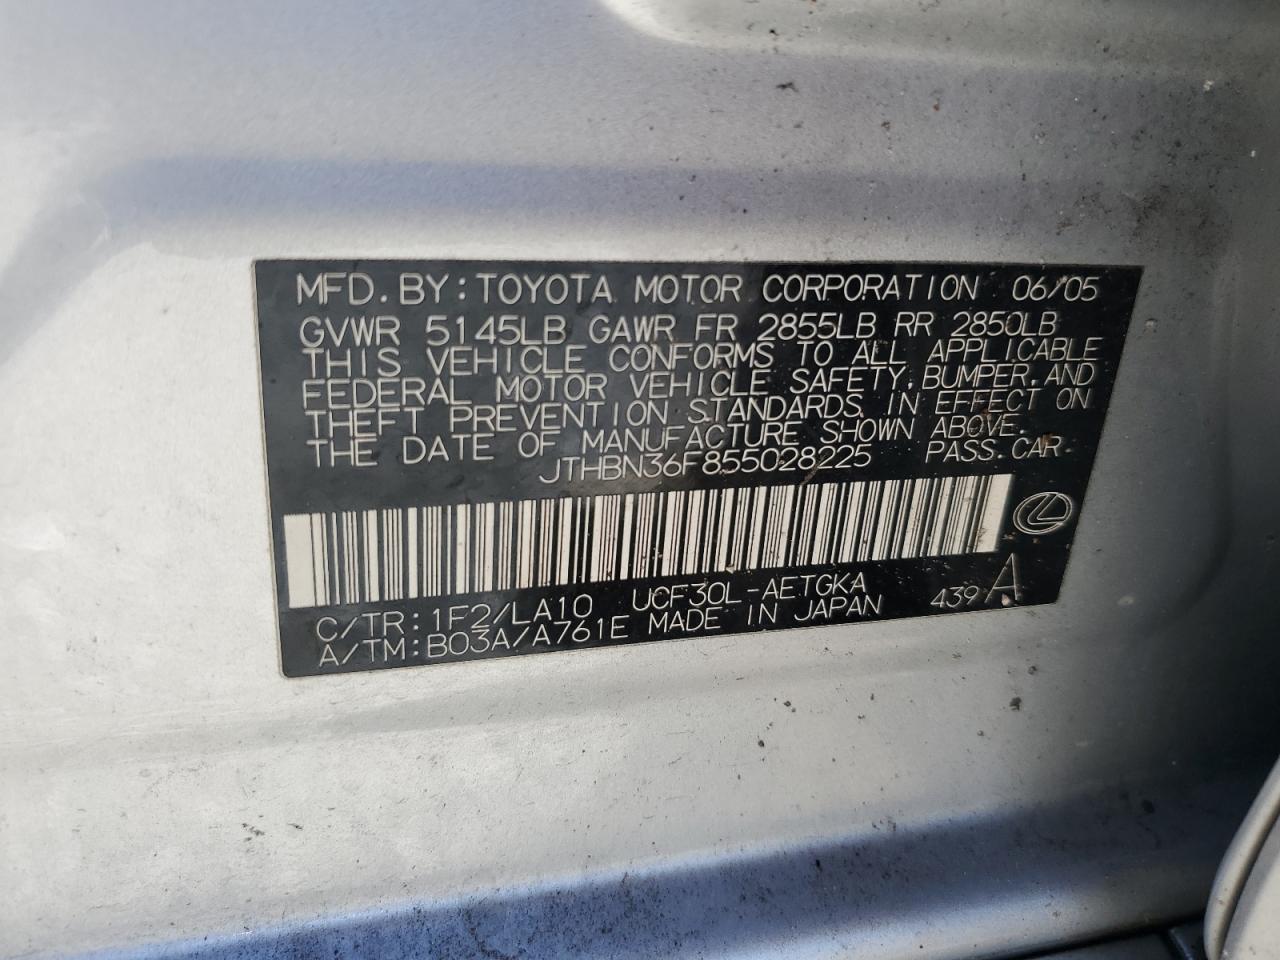 MFD. BY: TOYOTA MOTOR CORPORATION 06/05
GVWR 5145LB GAWR FR 2855LB RR 2850LB
THIS VEHICLE CONFORMS TO ALL APPLICABLE
FEDERAL MOTOR VEHICLE SAFETY, BUMPER, AND
THEFT PREVENTION STANDARDS IN EFFECT ON
THE DATE OF MANUFACTURE SHOWN ABOVE.
JTHBN36F855028225 PASS. CAR
C/TR: 1F2/LA10 UCF30L-AETGKA
A/TM: B03A/A761E MADE IN JAPAN 439 A